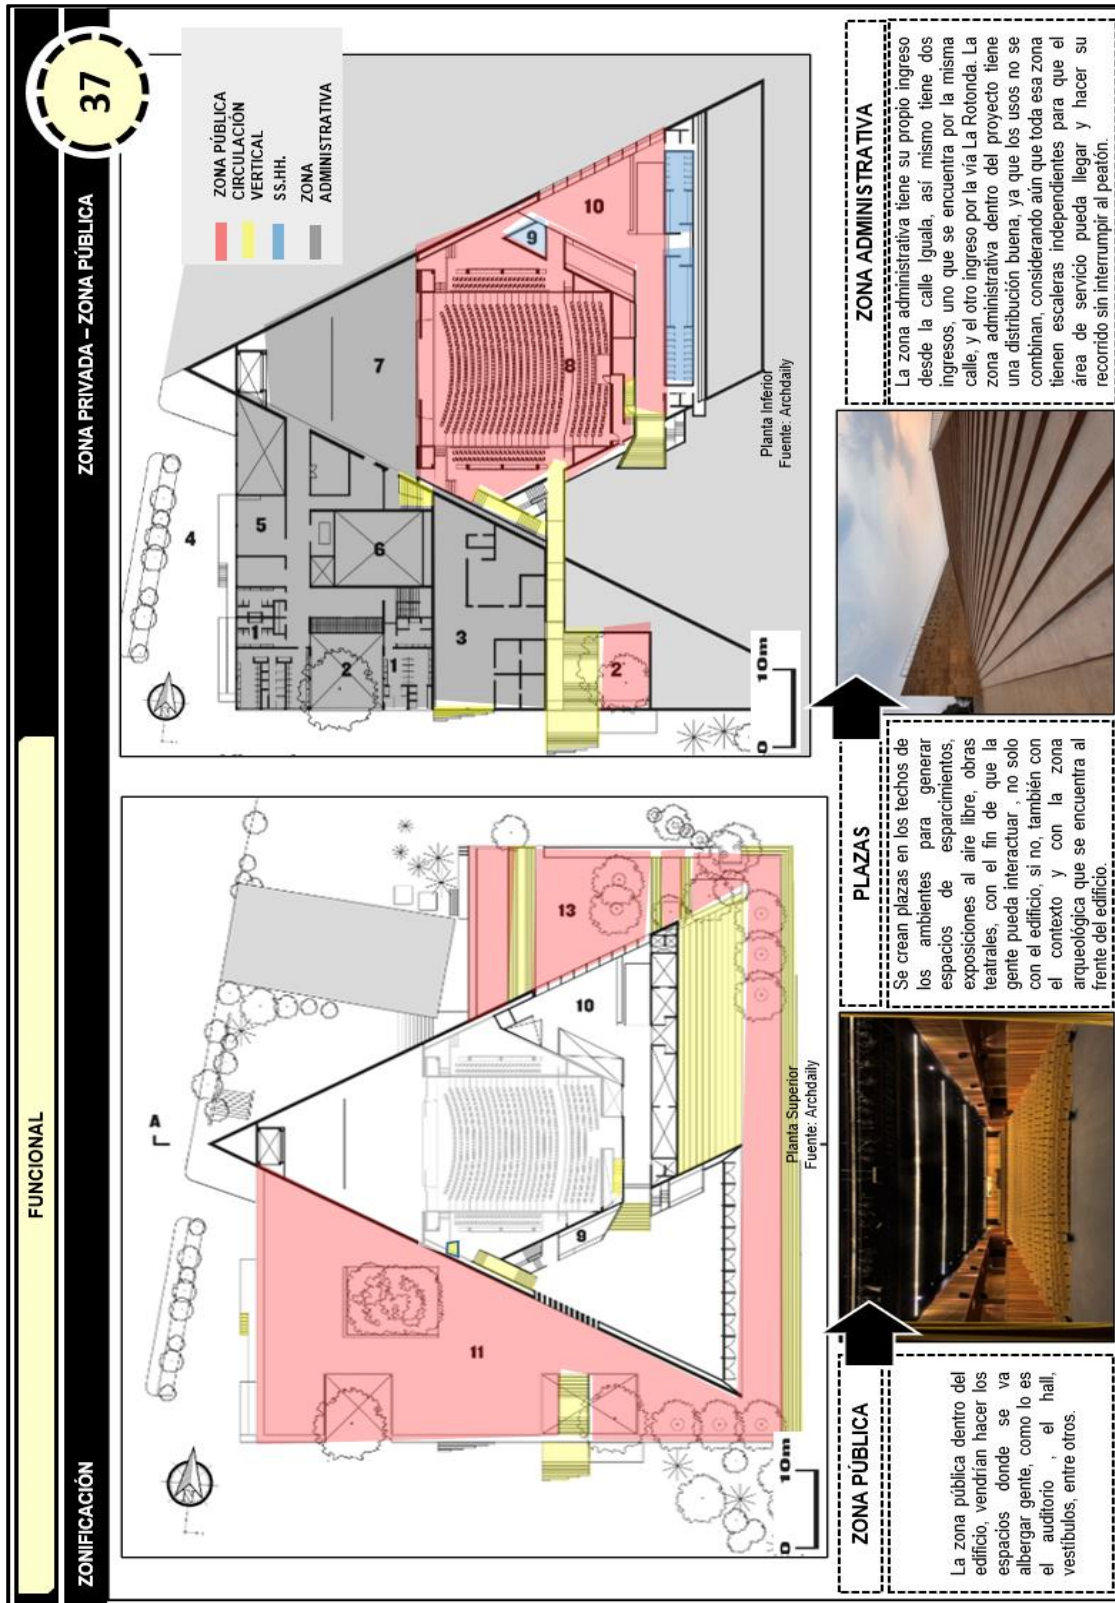 FUNCIONAL
ZONIFICACIÓN
ZONA PRIVADA – ZONA PÚBLICA
37
A
11
9
10
13
0
10m
Planta Superior
Fuente: Archdaily
ZONA PÚBLICA
CIRCULACIÓN
VERTICAL
SS.HH.
ZONA
ADMINISTRATIVA
4
1
5
2
6
7
1
3
8
9
10
2
0
10m
Planta Inferior
Fuente: Archdaily
ZONA PÚBLICA
La zona pública dentro del
edificio, vendrían hacer los
espacios donde se va
albergar gente, como lo es
el auditorio , el hall,
vestíbulos, entre otros.
PLAZAS
Se crean plazas en los techos de
los ambientes para generar
espacios de esparcimientos,
exposiciones al aire libre, obras
teatrales, con el fin de que la
gente pueda interactuar , no solo
con el edificio, si no, también con
el contexto y con la zona
arqueológica que se encuentra al
frente del edificio.
ZONA ADMINISTRATIVA
La zona administrativa tiene su propio ingreso
desde la calle Iguala, así mismo tiene dos
ingresos, uno que se encuentra por la misma
calle, y el otro ingreso por la vía La Rotonda. La
zona administrativa dentro del proyecto tiene
una distribución buena, ya que los usos no se
combinan, considerando aún que toda esa zona
tienen escaleras independientes para que el
área de servicio pueda llegar y hacer su
recorrido sin interrumpir al peatón.